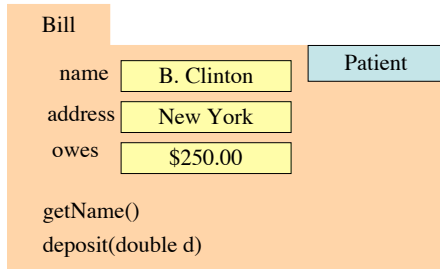 Bill
Patient
name B. Clinton
address New York
owes $250.00
getName()
deposit(double d)